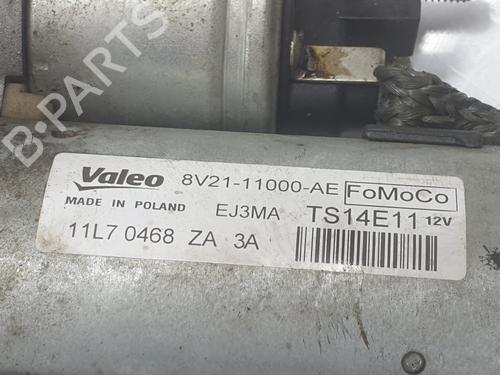 B-PARTS
Valeo 8V21-11000-AE FoMoCo
MADE IN POLAND EJ3MA TS14E11 12V
11L7 0468 ZA 3A